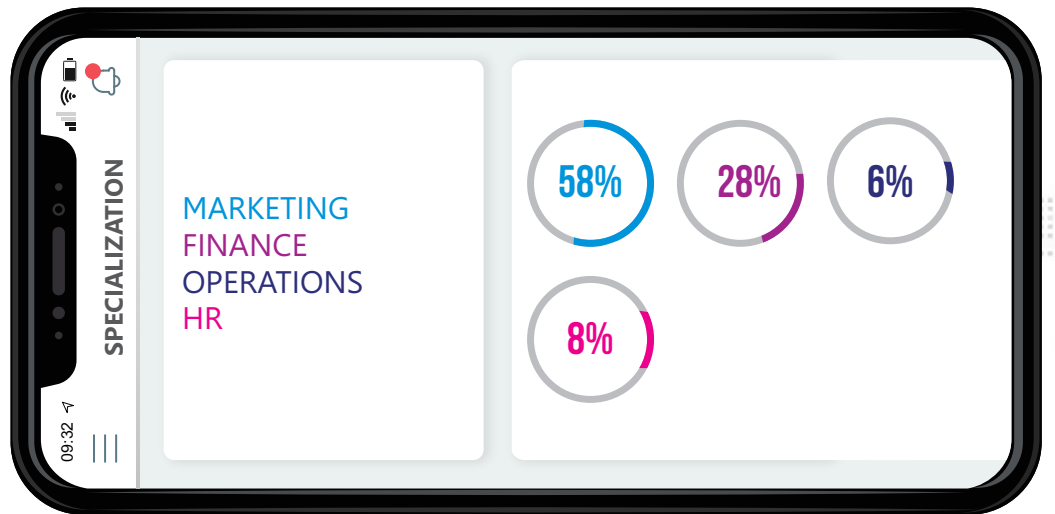 09:32
SPECIALIZATION
MARKETING
FINANCE
OPERATIONS
HR
58%
28%
6%
8%